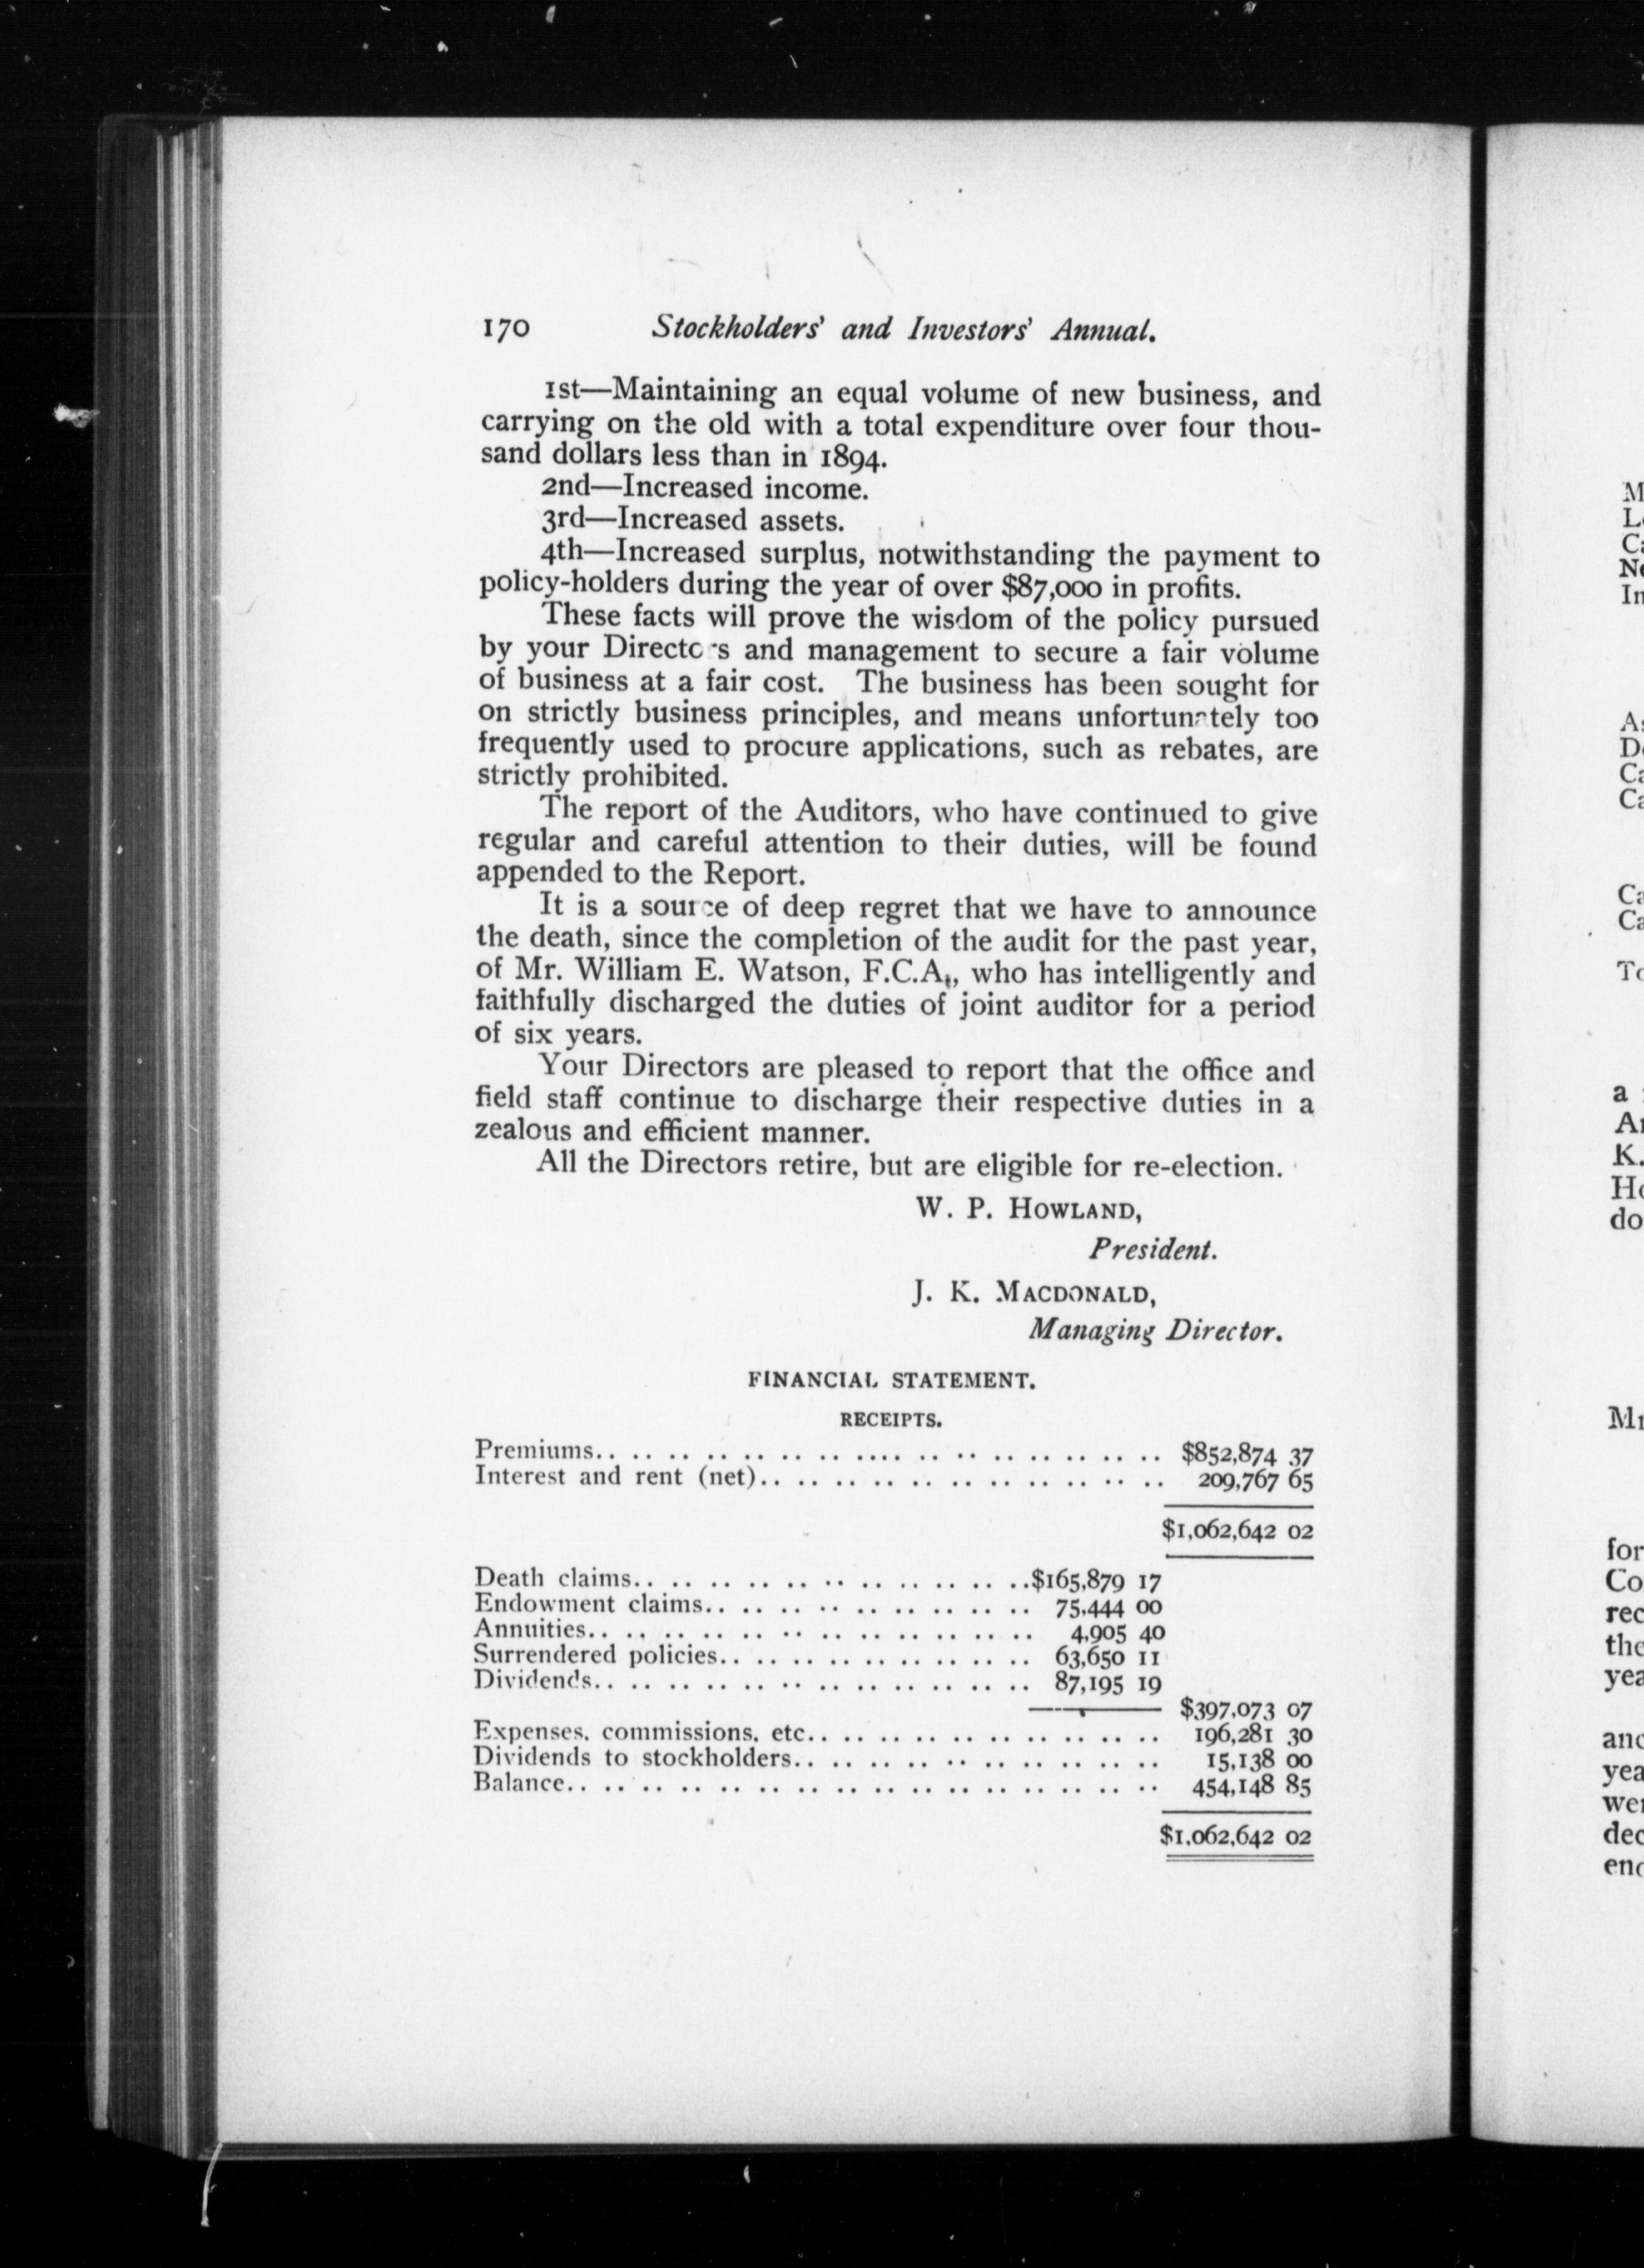 170 Stockholders' and Investors' Annual.
1st—Maintaining an equal volume of new business, and
carrying on the old with a total expenditure over four thou-
sand dollars less than in 1894.
2nd—Increased income.
3rd—Increased assets.
4th—Increased surplus, notwithstanding the payment to
policy-holders during the year of over $87,000 in profits.
These facts will prove the wisdom of the policy pursued
by your Directors and management to secure a fair volume
of business at a fair cost. The business has been sought for
on strictly business principles, and means unfortunately too
frequently used to procure applications, such as rebates, are
strictly prohibited.
The report of the Auditors, who have continued to give
regular and careful attention to their duties, will be found
appended to the Report.
It is a source of deep regret that we have to announce
the death, since the completion of the audit for the past year,
of Mr. William E. Watson, F.C.A., who has intelligently and
faithfully discharged the duties of joint auditor for a period
of six years.
Your Directors are pleased to report that the office and
field staff continue to discharge their respective duties in a
zealous and efficient manner.
All the Directors retire, but are eligible for re-election.
W. P. HOWLAND,
President.
J. K. MACDONALD,
Managing Director.
FINANCIAL STATEMENT.
RECEIPTS.
Premiums.. $852,874 37
Interest and rent (net).. 209,767 65
$1,062,642 02
Death claims.. $165,879 17
Endowment claims.. 75,444 00
Annuities.. 4,905 40
Surrendered policies.. 63,650 11
Dividends.. 87,195 19
$397,073 07
Expenses, commissions, etc.. 196,281 30
Dividends to stockholders.. 15,138 00
Balance.. 454,148 85
$1,062,642 02